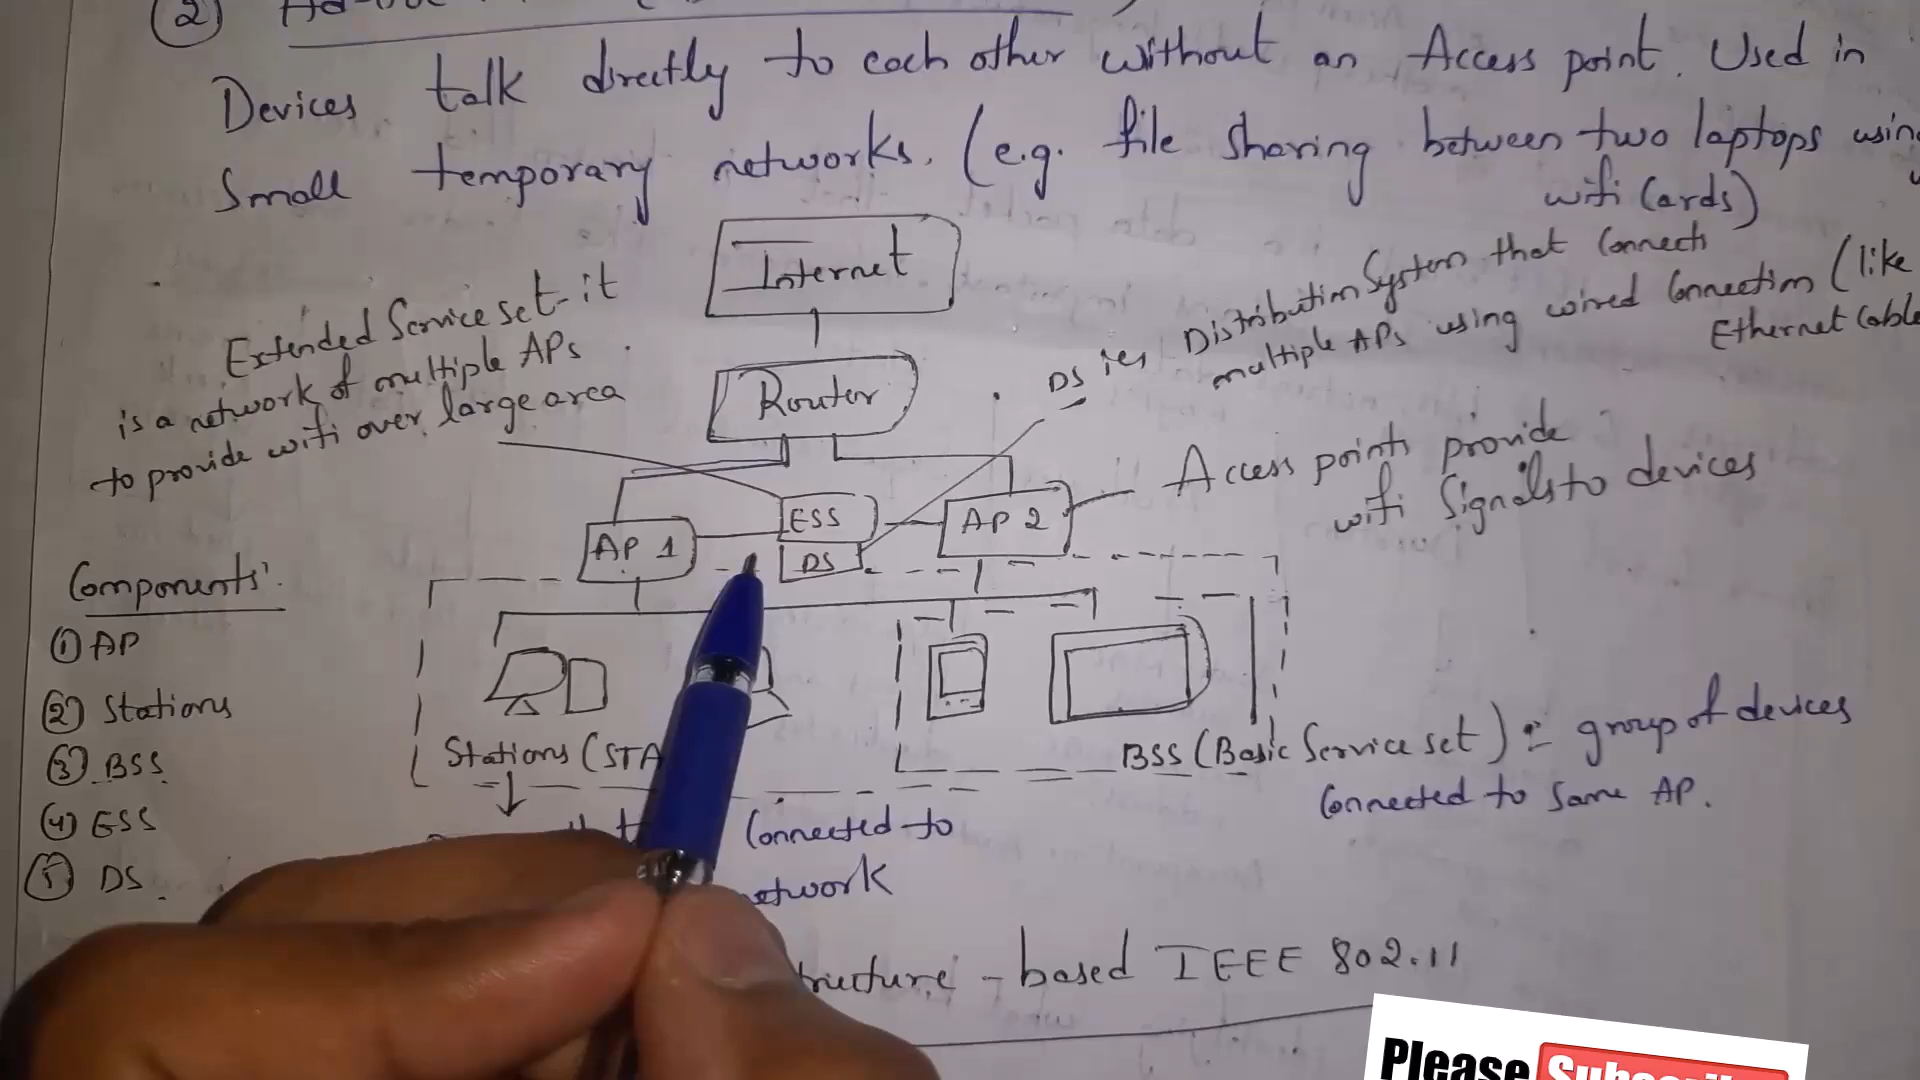 (2)
Devices talk directly to each other without an Access point. Used in
Small temporary networks. (e.g. file sharing between two laptops using
wifi cards)
Internet
Extended Service set - it
is a network of multiple APs
to provide wifi over large area
DS Distribution System that connects
multiple APs using wired connection (like
Ethernet Cable
Router
Access points provide
wifi Signals to devices
ESS
AP 1
AP 2
DS
Components:
(1) AP
(2) Stations
(3) BSS
(4) ESS
(5) DS
Stations (STA
BSS (Basic Service set) :- group of devices
Connected to same AP.
Connected to
network
tructure - based IEEE 802.11
Please